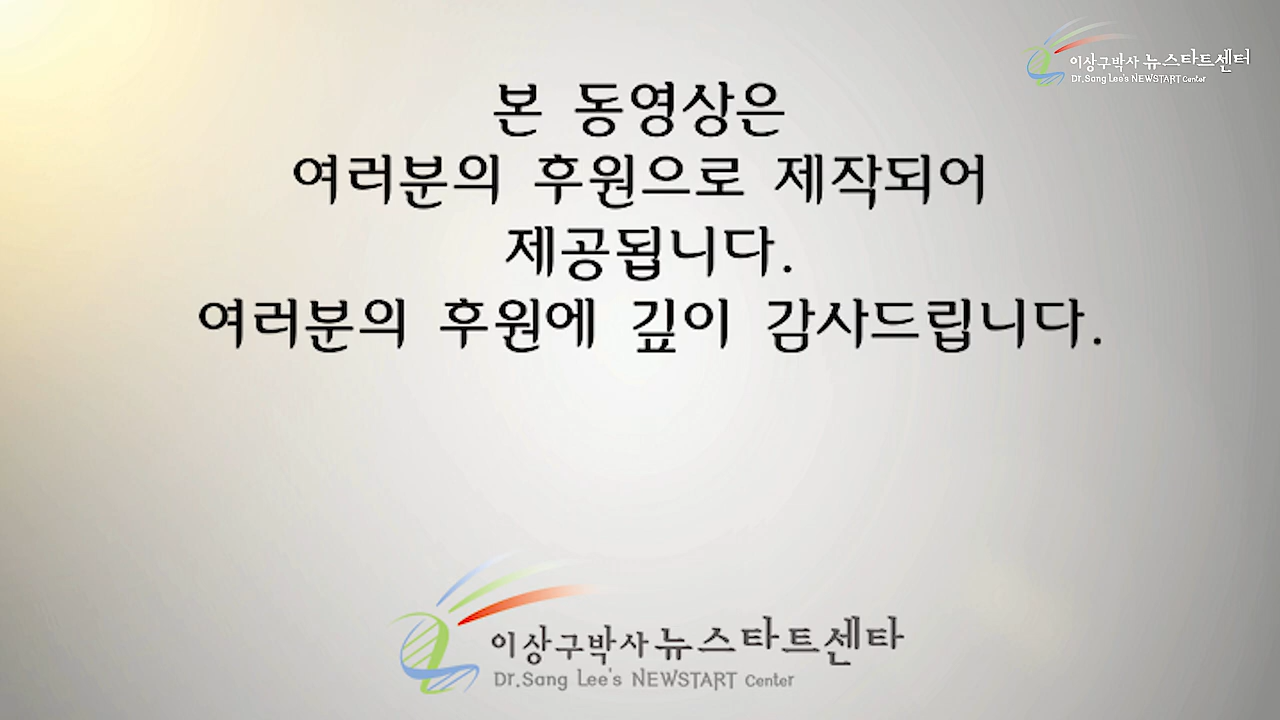 이상구박사 뉴스타트센터
Dr.Sang Lee's NEWSTART Center
본 동영상은
여러분의 후원으로 제작되어
제공됩니다.
여러분의 후원에 깊이 감사드립니다.
이상구박사 뉴스타트센타
Dr.Sang Lee's NEWSTART Center